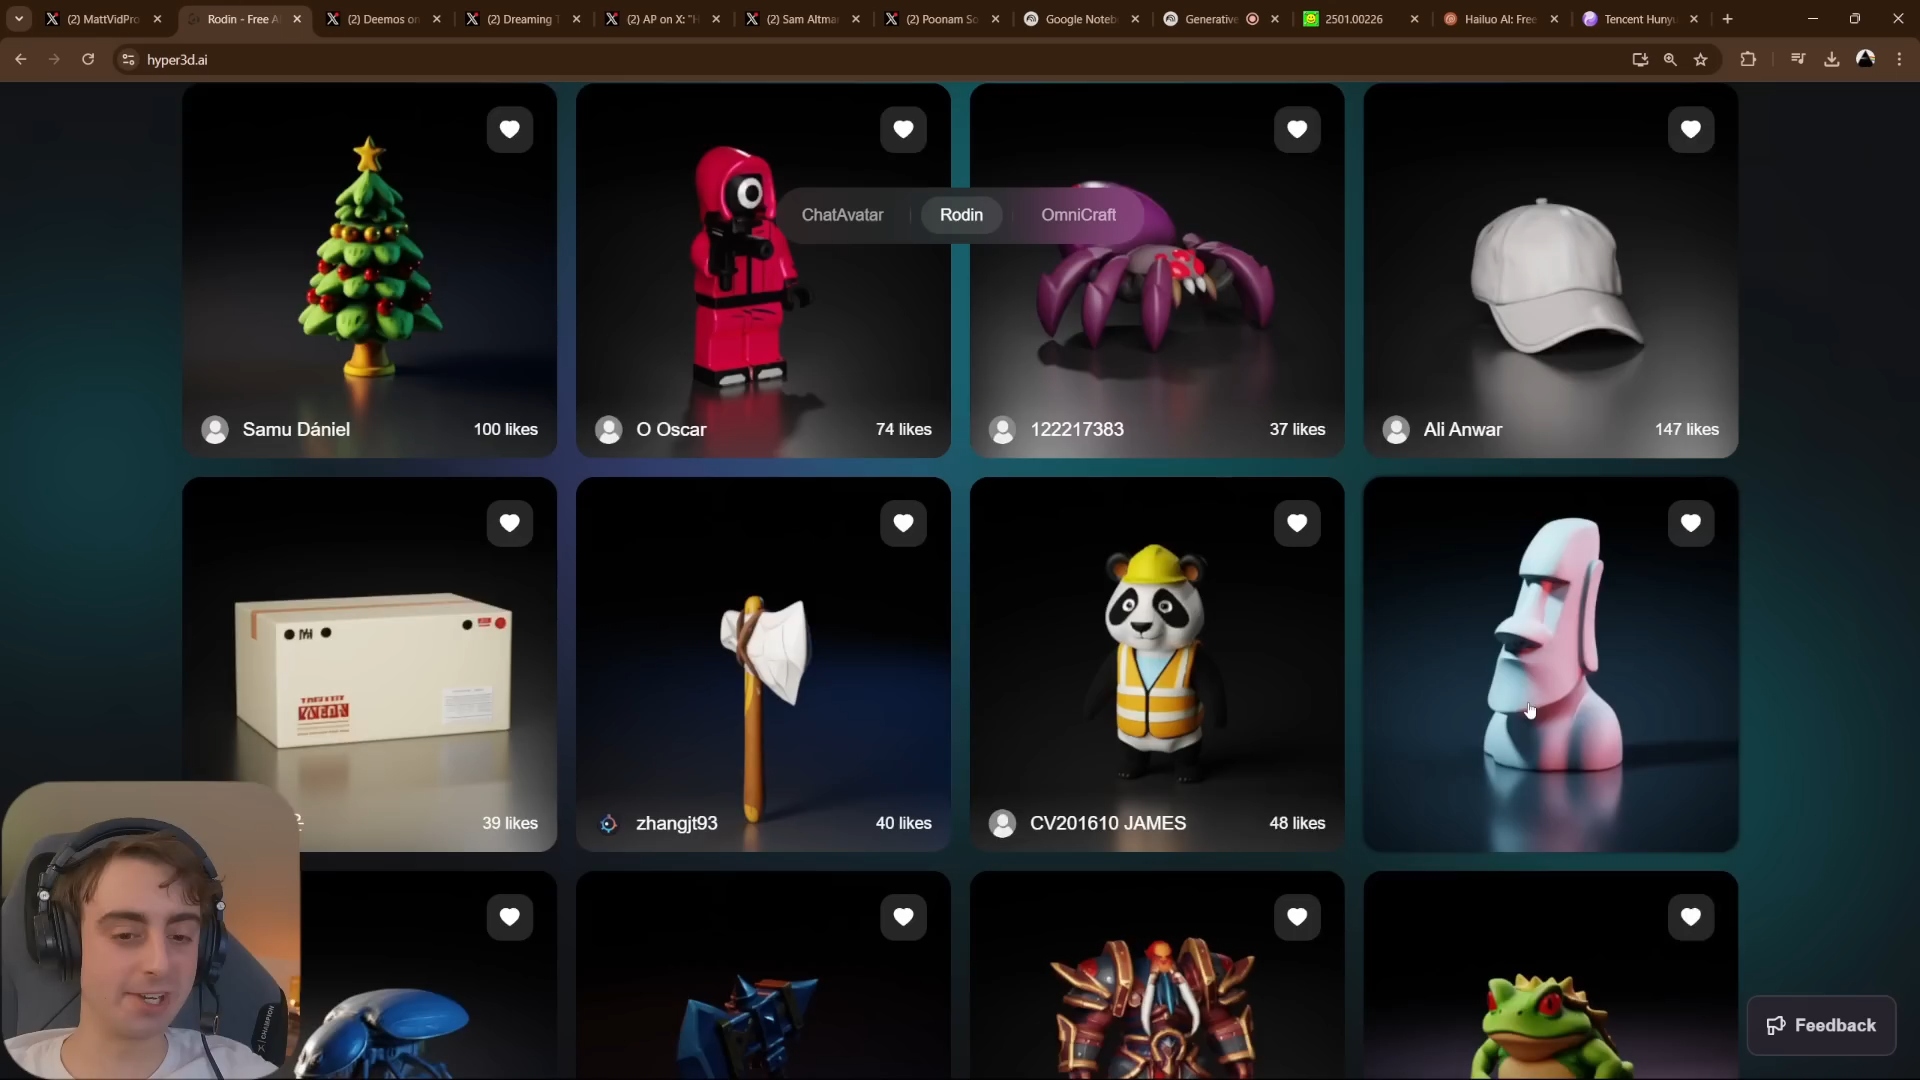 (2) MattVidPro
Rodin - Free A
(2) Deemos on
(2) Dreaming T
(2) AP on X: "H
(2) Sam Altma
(2) Poonam So
Google Noteb
Generative
2501.00226
Hailuo AI: Free
Tencent Hunyu
hyper3d.ai
ChatAvatar
Rodin
OmniCraft
Samu Dániel
100 likes
O Oscar
74 likes
122217383
37 likes
Ali Anwar
147 likes
39 likes
zhangjt93
40 likes
CV201610 JAMES
48 likes
Feedback